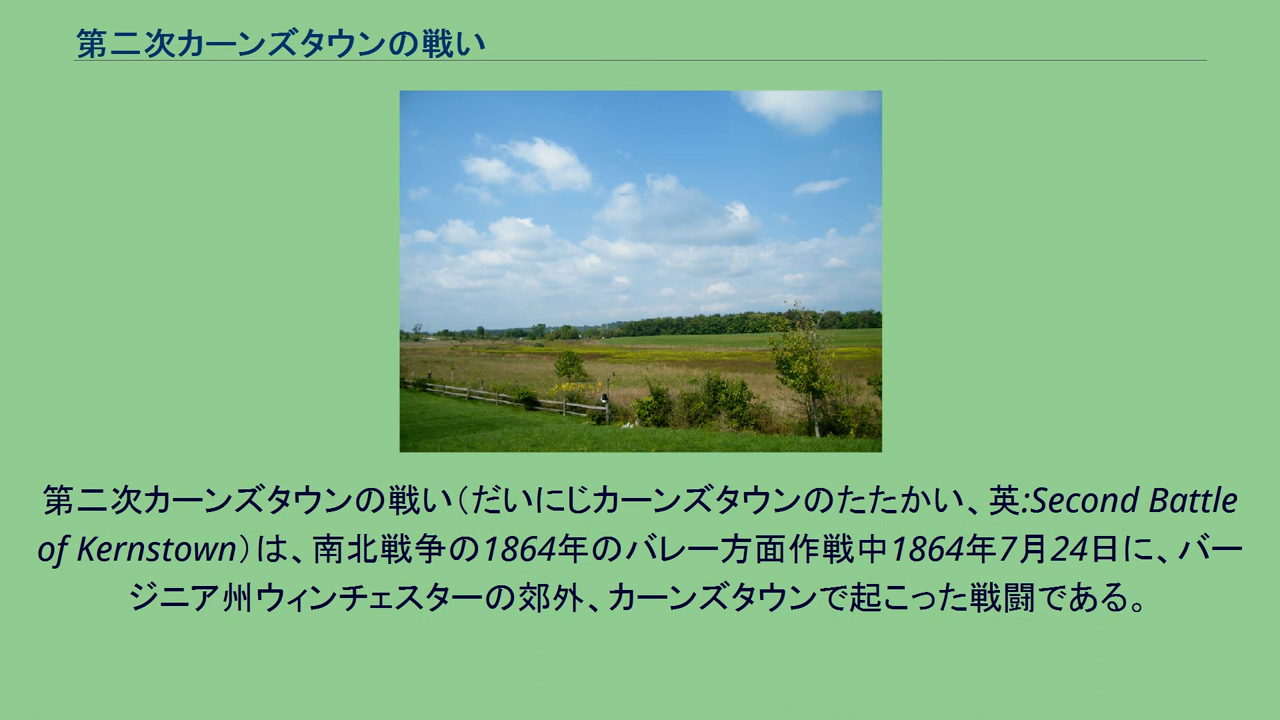 第二次カーンズタウンの戦い
第二次カーンズタウンの戦い（だいにじカーンズタウンのたたかい、英:Second Battle
of Kernstown）は、南北戦争の1864年のバレー方面作戦中1864年7月24日に、バー
ジニア州ウィンチェスターの郊外、カーンズタウンで起こった戦闘である。